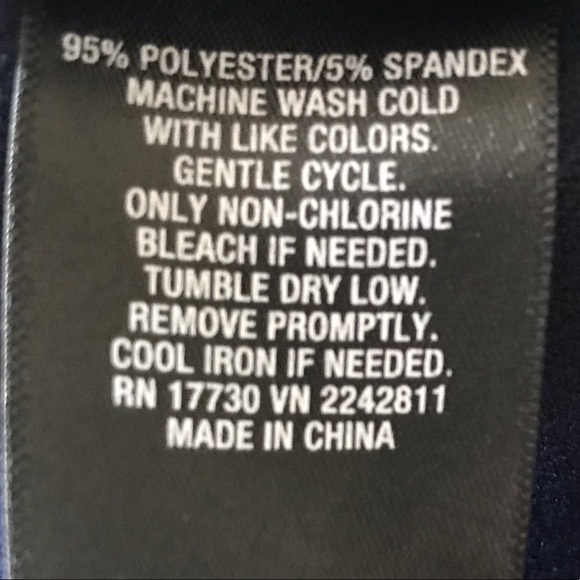 95% POLYESTER/5% SPANDEX
MACHINE WASH COLD
WITH LIKE COLORS.
GENTLE CYCLE.
ONLY NON-CHLORINE
BLEACH IF NEEDED.
TUMBLE DRY LOW.
REMOVE PROMPTLY.
COOL IRON IF NEEDED.
RN 17730 VN 2242811
MADE IN CHINA